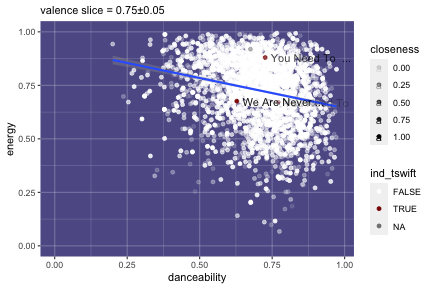 valence slice = 0.75±0.05
1.00
0.75
0.50
0.25
0.00
energy
You Need To ...
We Are Never
To
0.00
0.25
0.50
0.75
1.00
danceability
closeness
0.00
0.25
0.50
0.75
1.00
ind_tswift
FALSE
TRUE
NA